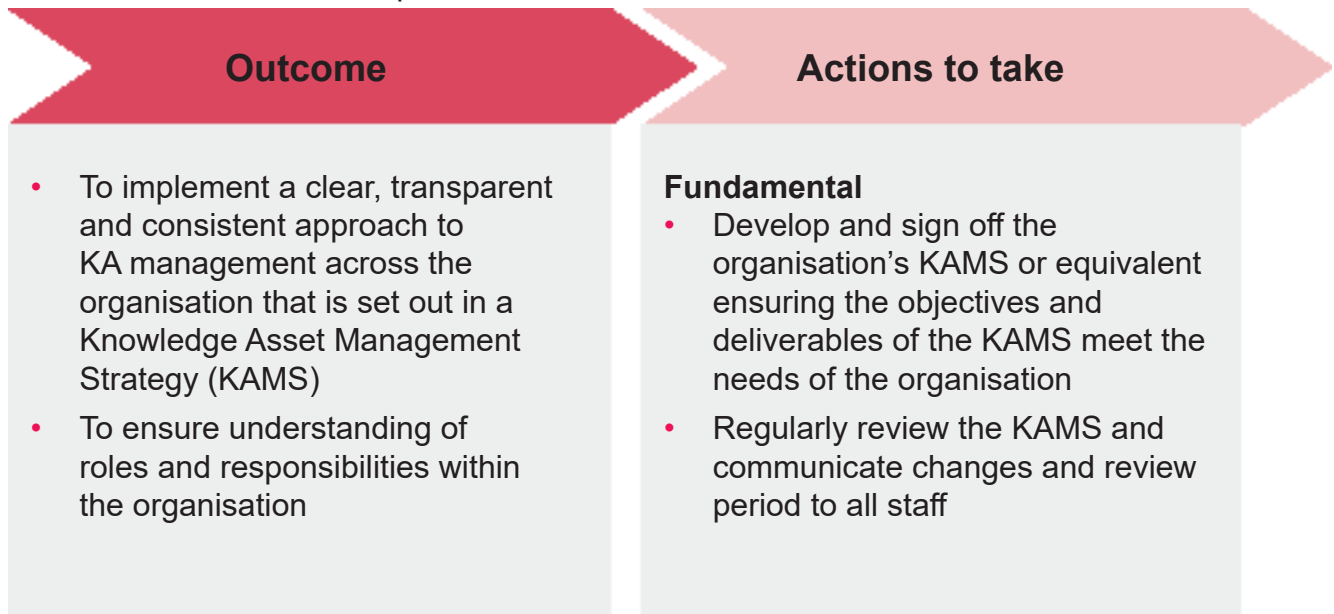 Outcome
• To implement a clear, transparent
and consistent approach to
KA management across the
organisation that is set out in a
Knowledge Asset Management
Strategy (KAMS)
• To ensure understanding of
roles and responsibilities within
the organisation
Actions to take
Fundamental
• Develop and sign off the
organisation's KAMS or equivalent
ensuring the objectives and
deliverables of the KAMS meet the
needs of the organisation
• Regularly review the KAMS and
communicate changes and review
period to all staff